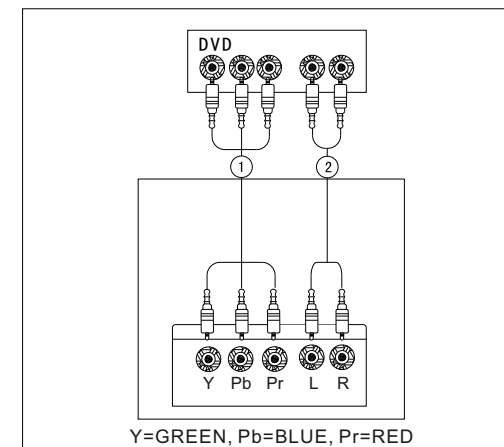 DVD
1 2
Y Pb Pr L R
Y=GREEN, Pb=BLUE, Pr=RED